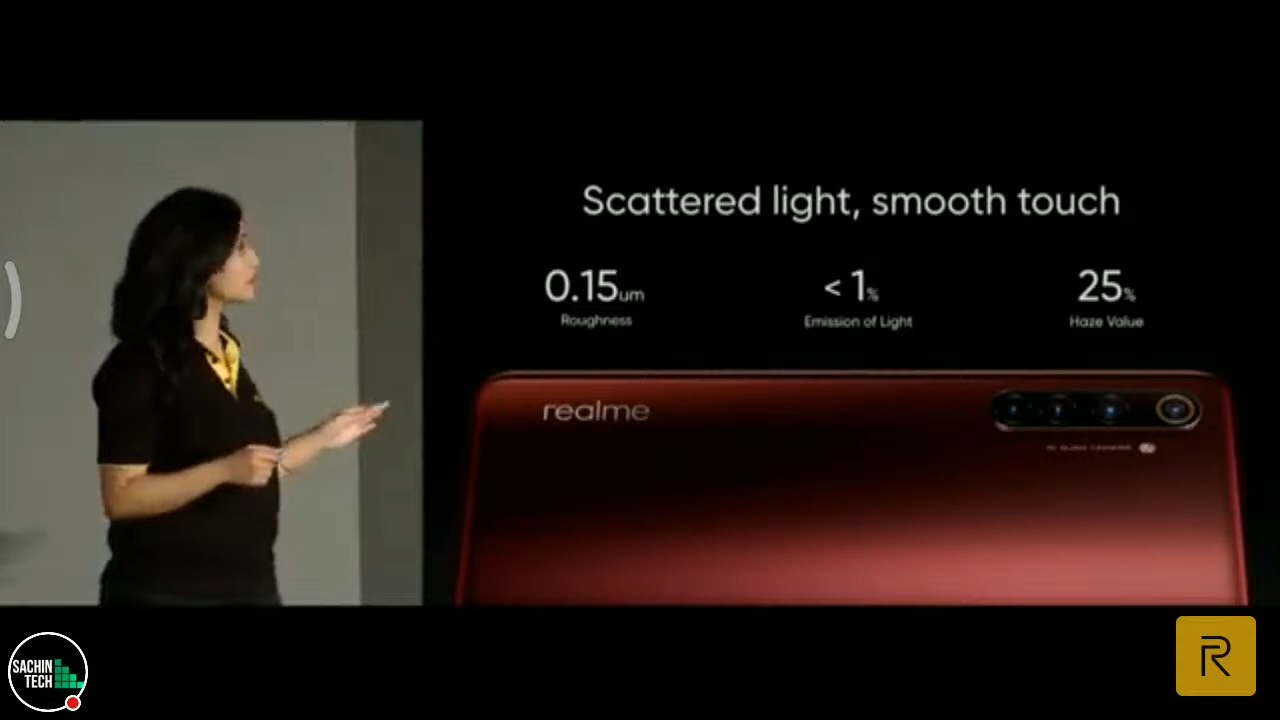 Scattered light, smooth touch
0.15um
Roughness
< 1%
Emission of Light
25%
Haze Value
realme
SACHIN
TECH
R